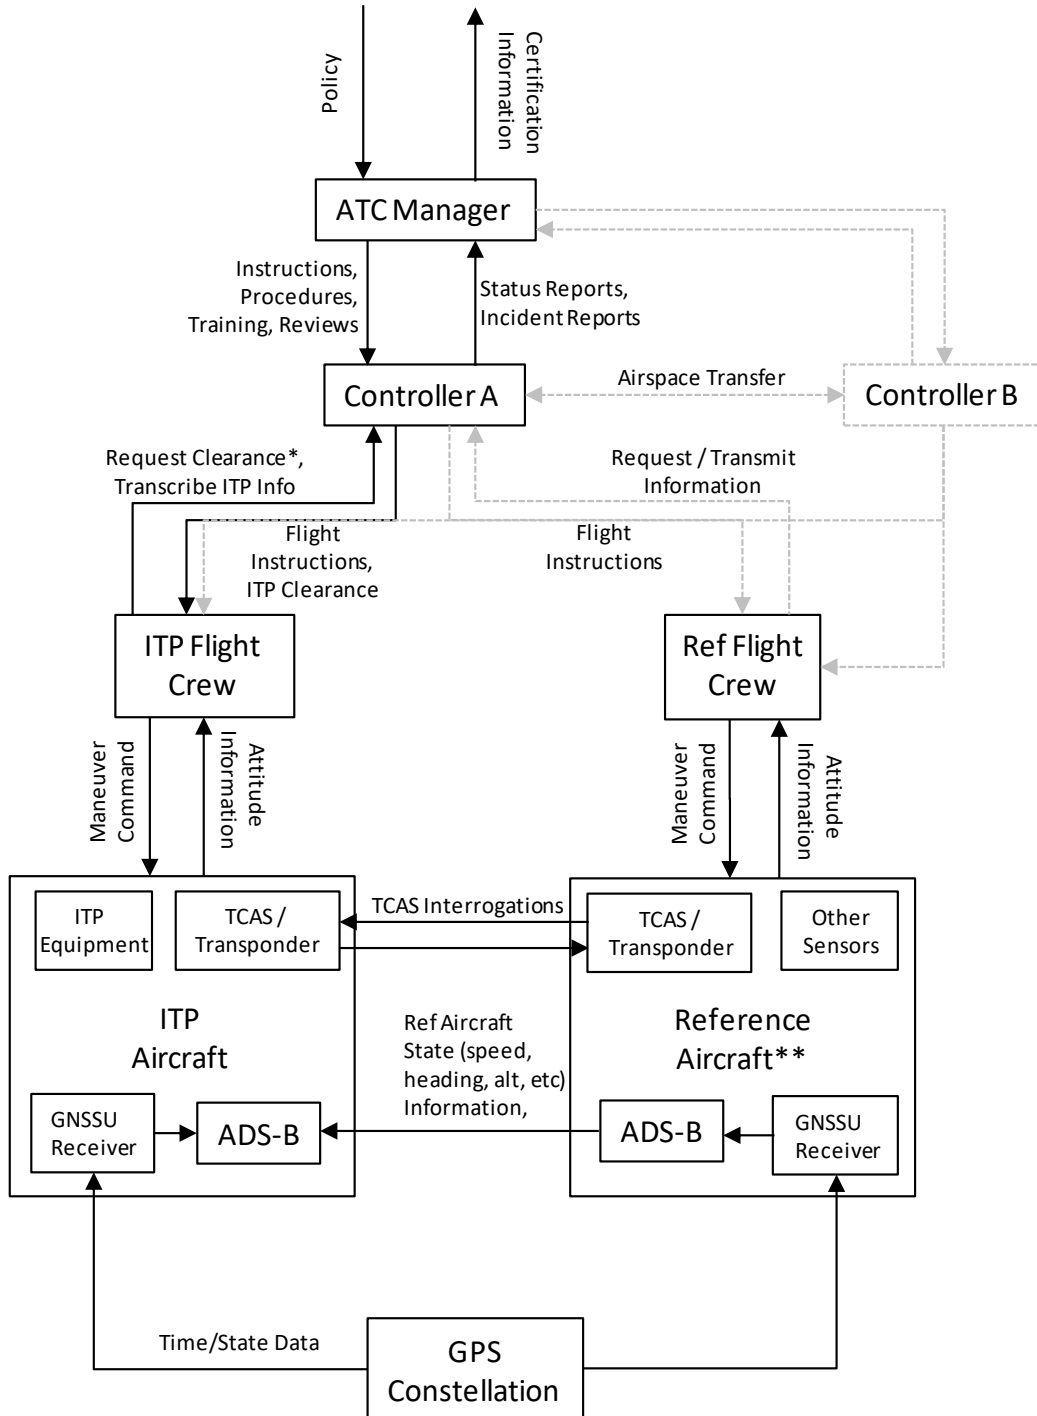 Policy
Certification
Information
ATC Manager
Instructions,
Procedures,
Training, Reviews
Status Reports,
Incident Reports
Controller A
Airspace Transfer
Controller B
Request Clearance*,
Transcribe ITP Info
Request / Transmit
Information
Flight
Instructions,
ITP Clearance
Flight
Instructions
ITP Flight
Crew
Ref Flight
Crew
Maneuver
Command
Attitude
Information
Maneuver
Command
Attitude
Information
ITP
Equipment
TCAS /
Transponder
TCAS Interrogations
TCAS /
Transponder
Other
Sensors
ITP
Aircraft
Ref Aircraft
State (speed,
heading, alt, etc)
Information,
Reference
Aircraft**
GNSSU
Receiver
ADS-B
ADS-B
GNSSU
Receiver
Time/State Data
GPS
Constellation